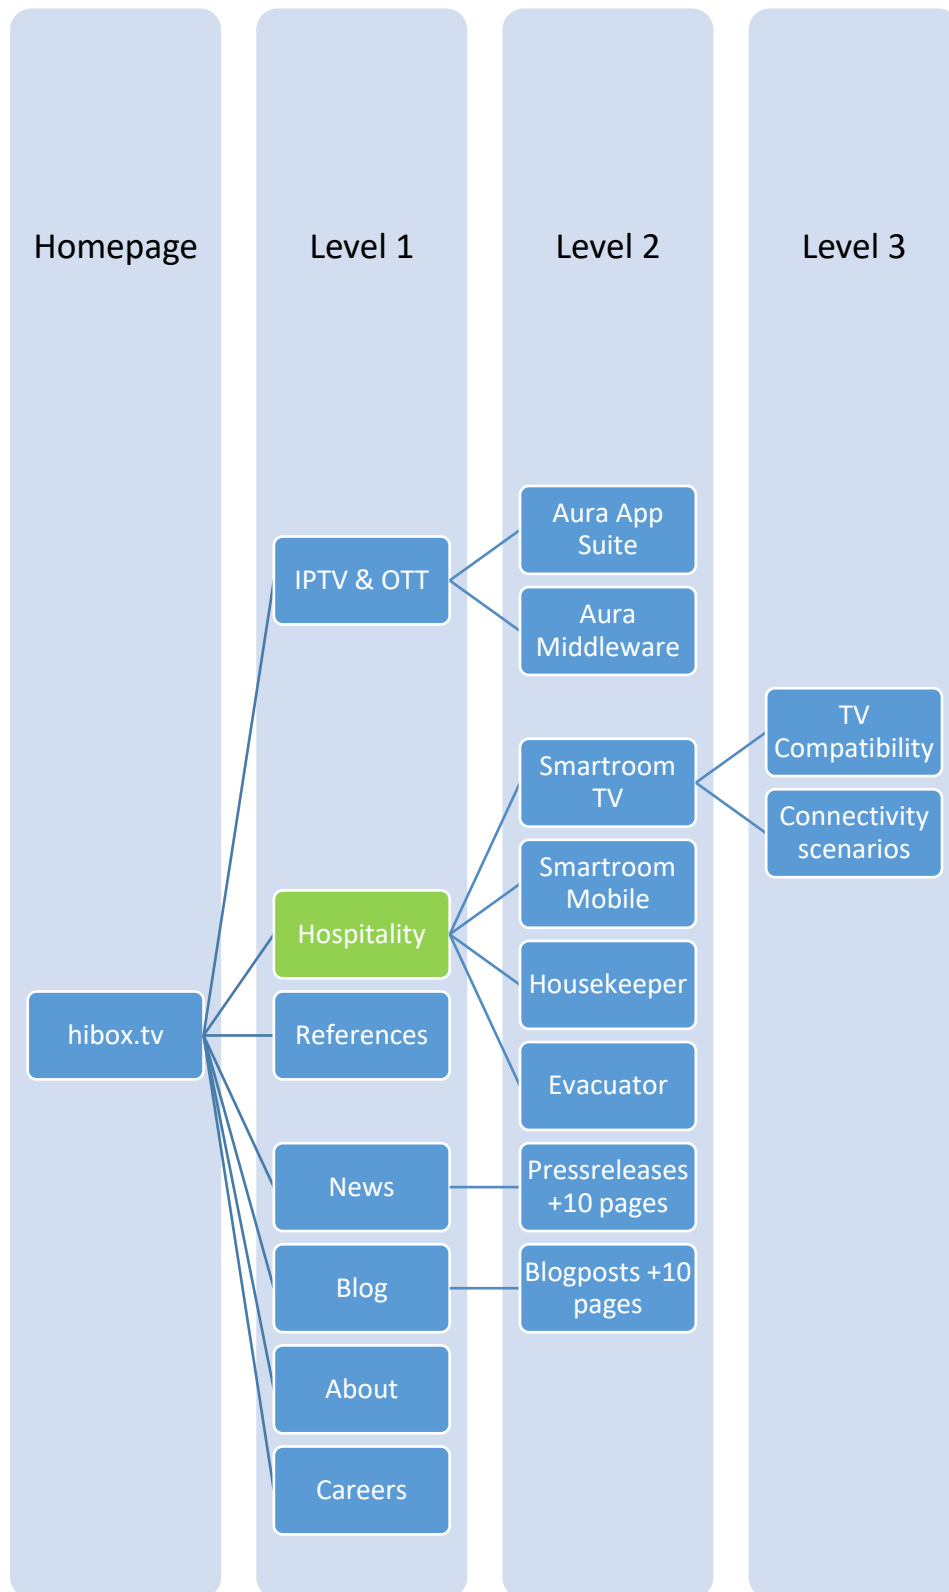 Homepage
Level 1
Level 2
Level 3
hibox.tv
IPTV & OTT
Aura App
Suite
Aura
Middleware
Hospitality
Smartroom
TV
TV
Compatibility
Connectivity
scenarios
Smartroom
Mobile
Housekeeper
Evacuator
References
News
Pressreleases
+10 pages
Blog
Blogposts +10
pages
About
Careers